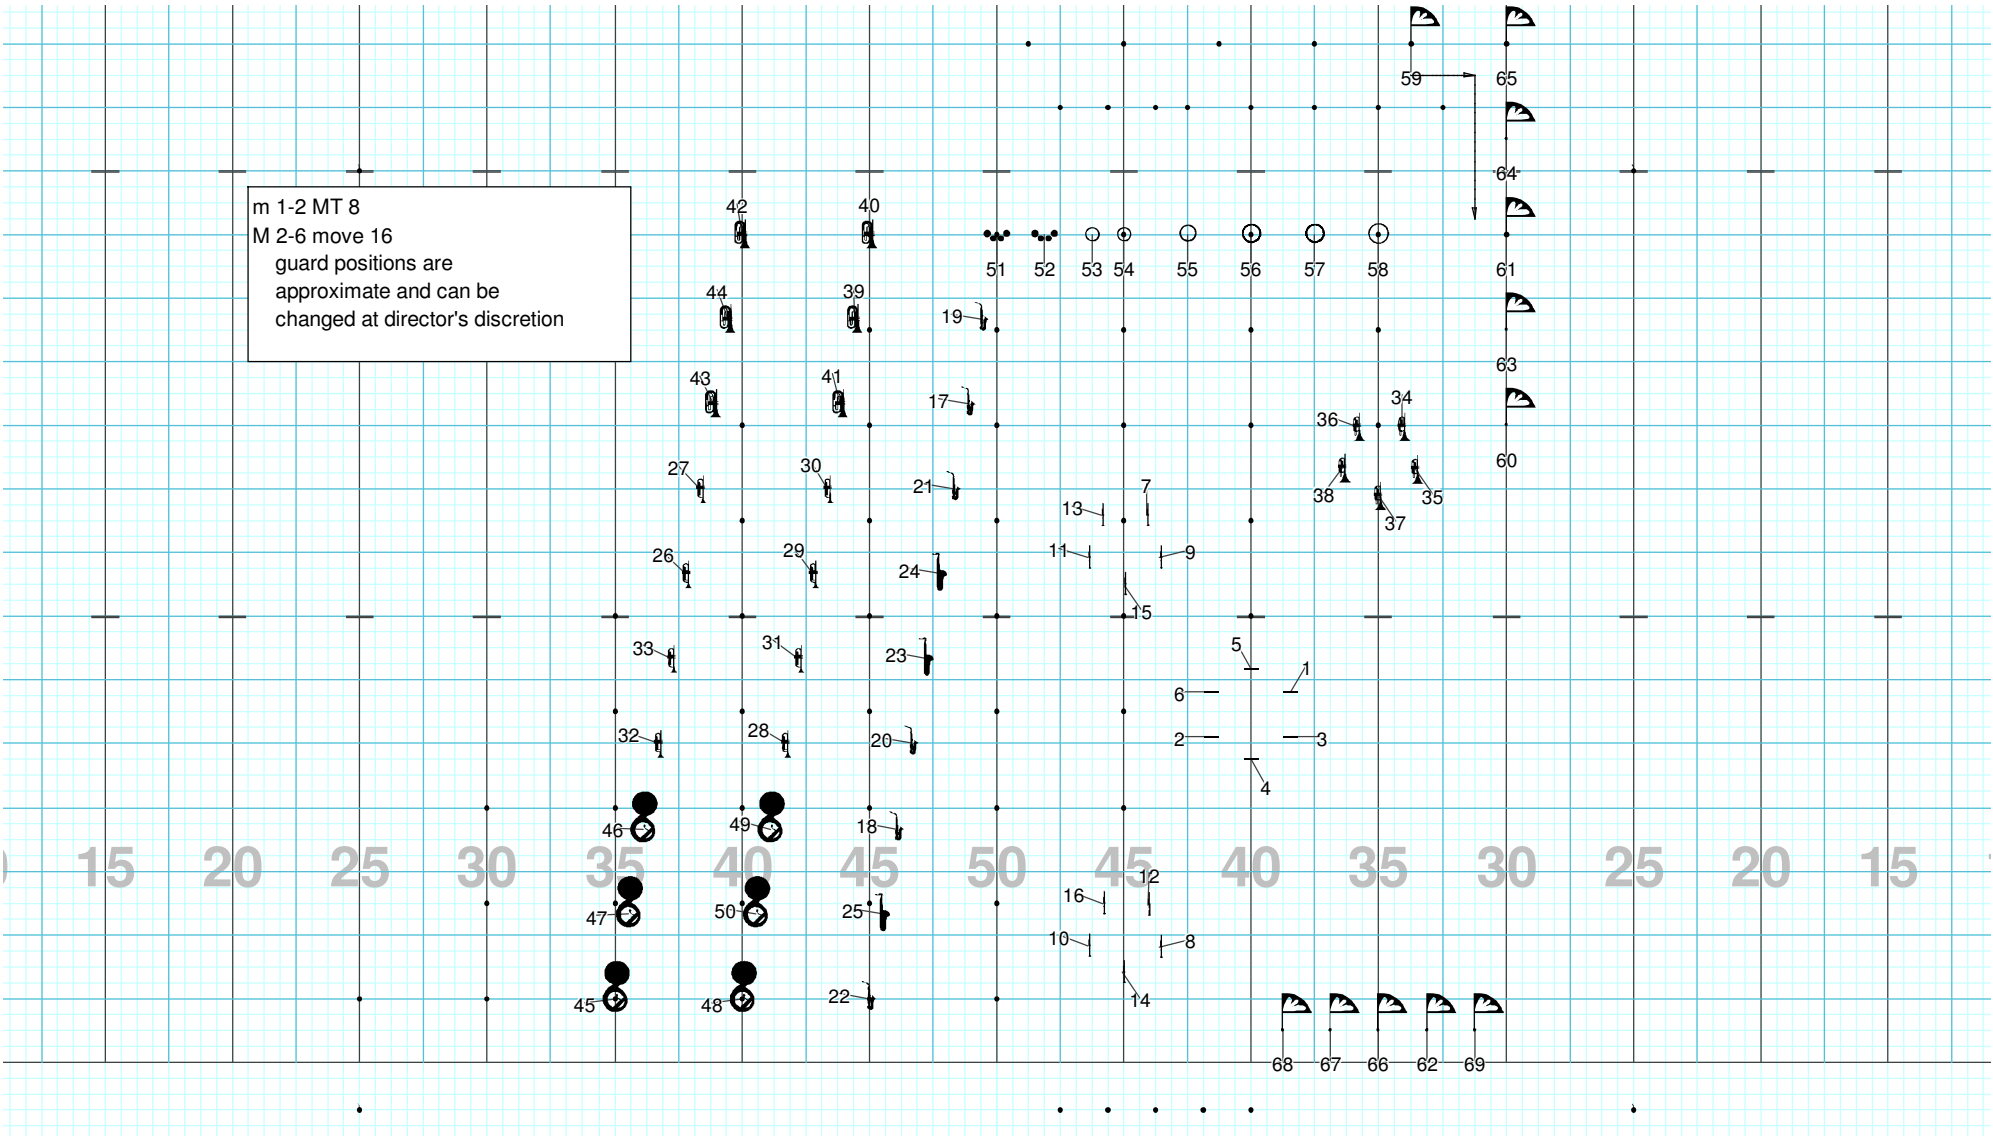 59 65
64
m 1-2 MT 8
M 2-6 move 16
guard positions are
approximate and can be
changed at director's discretion
42 40
51 52 53 54 55 56 57 58 61
44 39 19
63
43 41 17 34
36
27 30 21 7 60
38 35
13 37
26 29 24 11 9
15
33 31 23 5
1
6
32 28 20 2 3
4
46 49 18
15 20 25 30 35 40 45 50 45 40 35 30 25 20 15
12
16
47 50 25
10 8
45 48 22 14
68 67 66 62 69